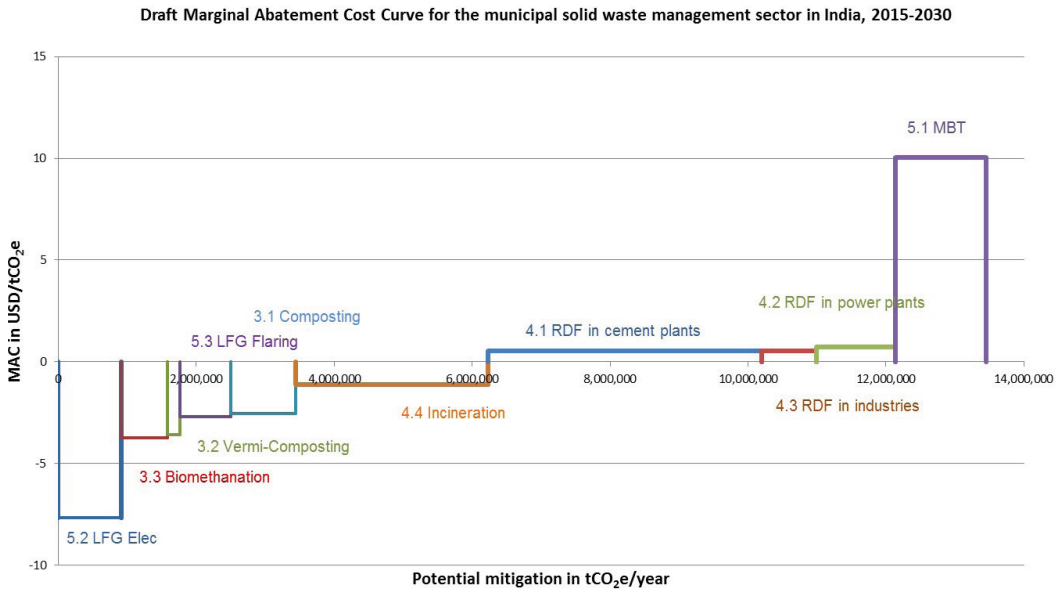 Draft Marginal Abatement Cost Curve for the municipal solid waste management sector in India, 2015-2030
15
10
5
0
-5
-10
MAC in USD/tCO₂e
5.1 MBT
4.2 RDF in power plants
3.1 Composting
4.1 RDF in cement plants
5.3 LFG Flaring
0 2,000,000 4,000,000 6,000,000 8,000,000 10,000,000 12,000,000 14,000,000
4.4 Incineration
4.3 RDF in industries
3.2 Vermi-Composting
3.3 Biomethanation
5.2 LFG Elec
Potential mitigation in tCO₂e/year